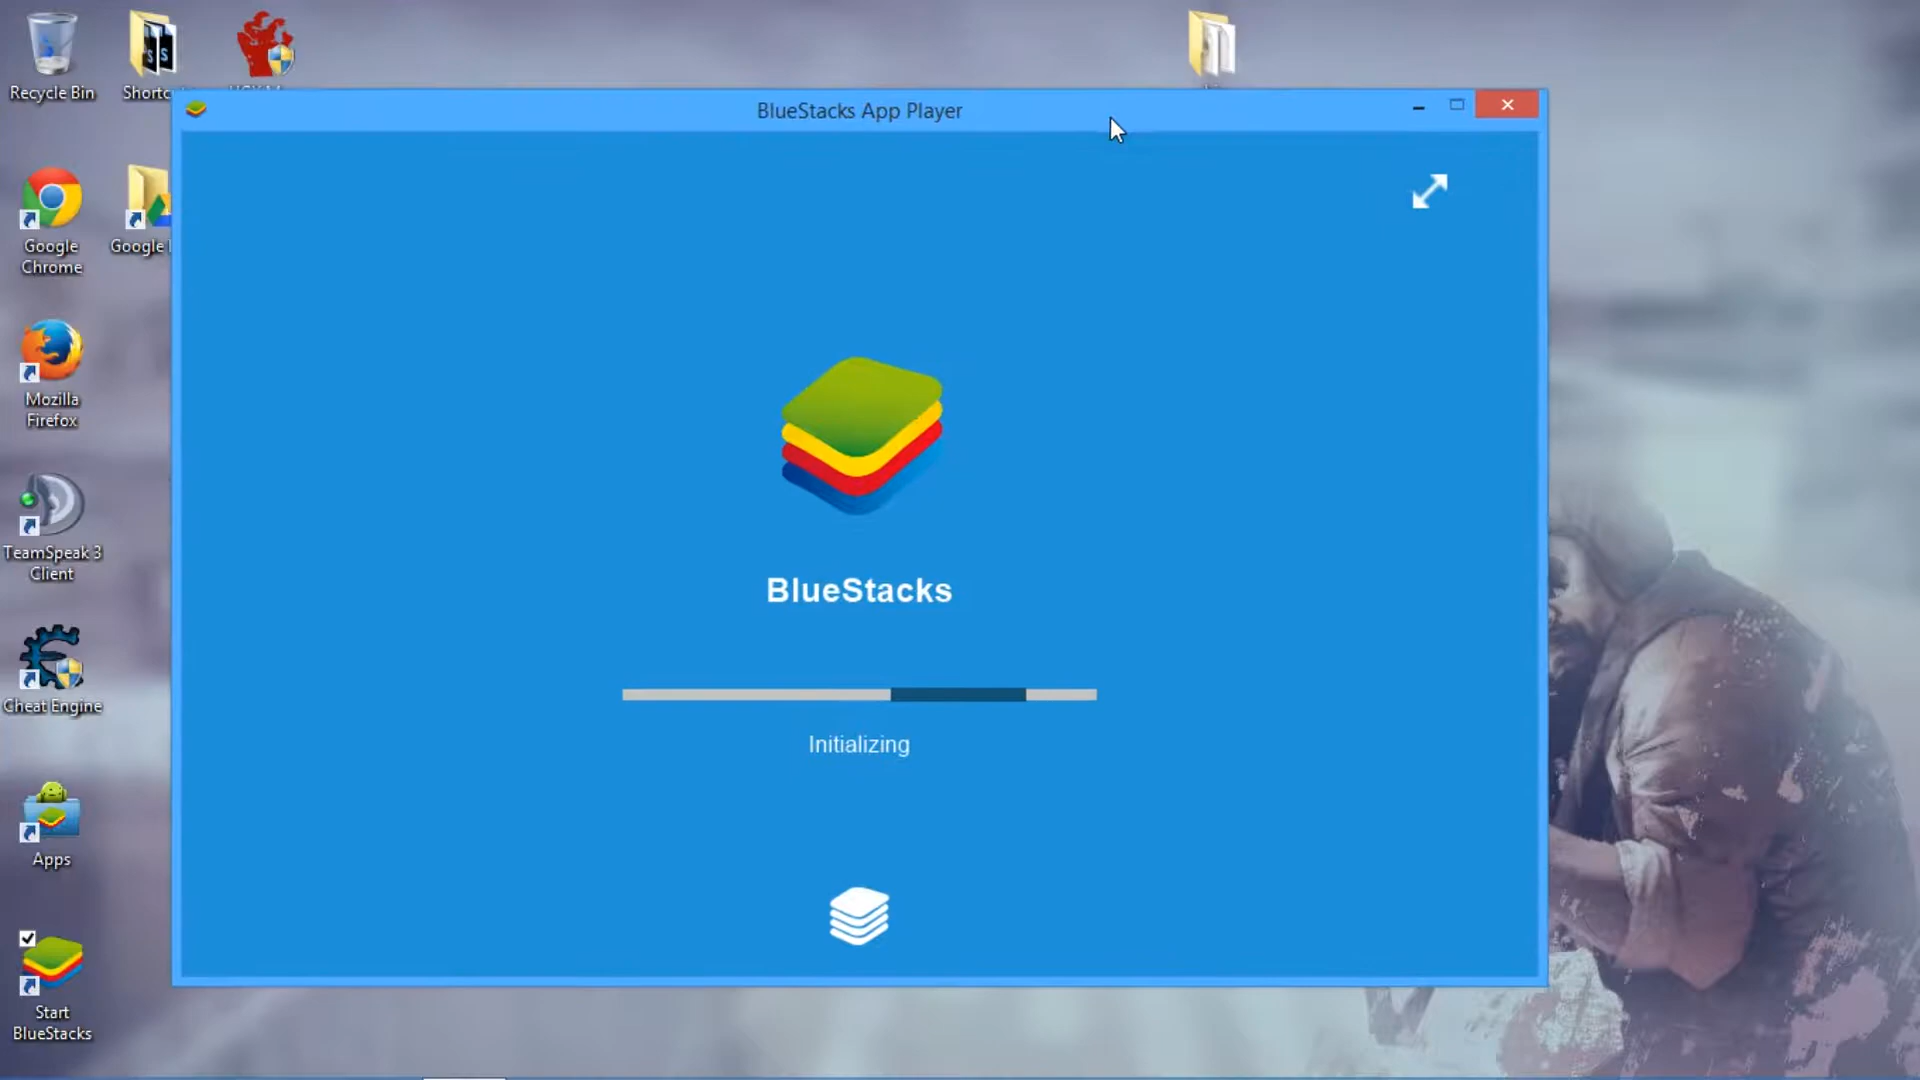 Recycle Bin
BlueStacks App Player
Google
Chrome
Google
Mozilla
Firefox
TeamSpeak 3
Client
Cheat Engine
Apps
Start
BlueStacks
BlueStacks
Initializing